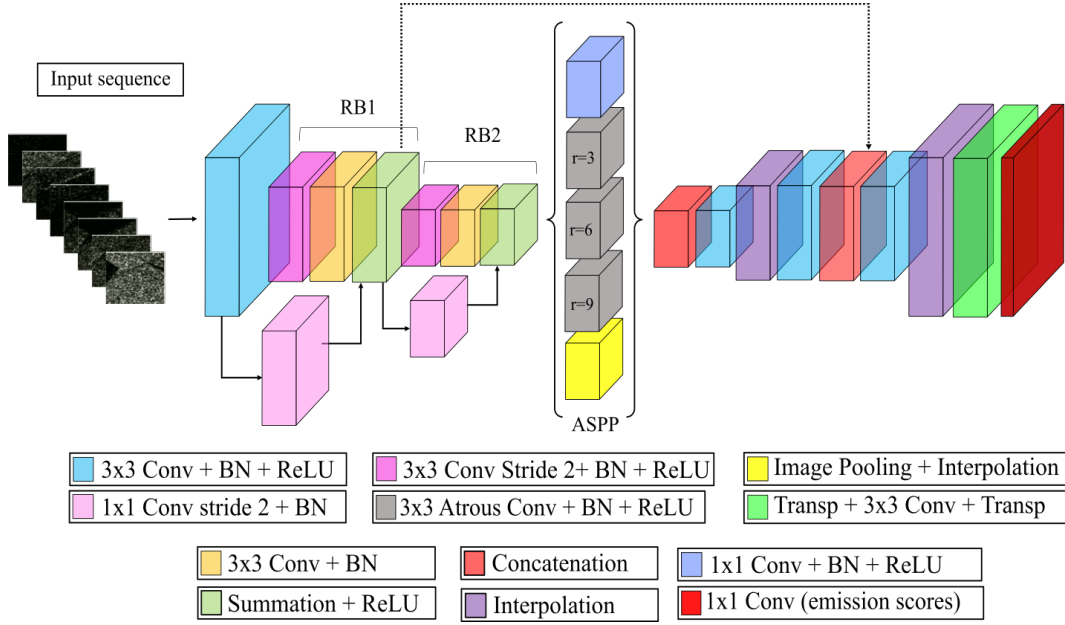 Input sequence
RB1
RB2
r=3
r=6
r=9
ASPP
3x3 Conv + BN + ReLU
3x3 Conv Stride 2+ BN + ReLU
Image Pooling + Interpolation
1x1 Conv stride 2 + BN
3x3 Atrous Conv + BN + ReLU
Transp + 3x3 Conv + Transp
3x3 Conv + BN
Concatenation
1x1 Conv + BN + ReLU
Summation + ReLU
Interpolation
1x1 Conv (emission scores)